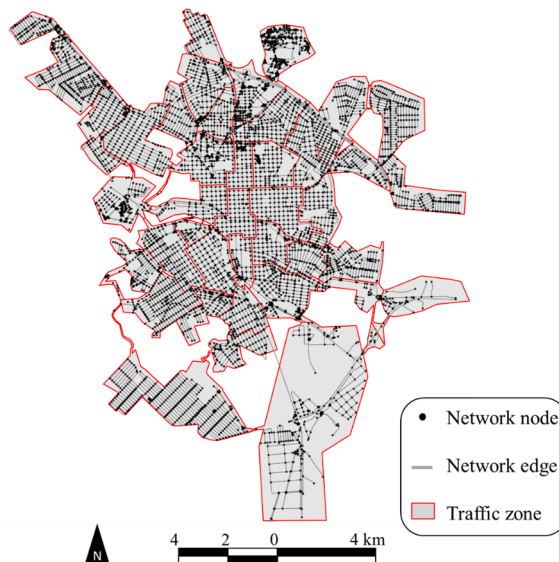 Network node
Network edge
Traffic zone
N
4 2 0 4 km